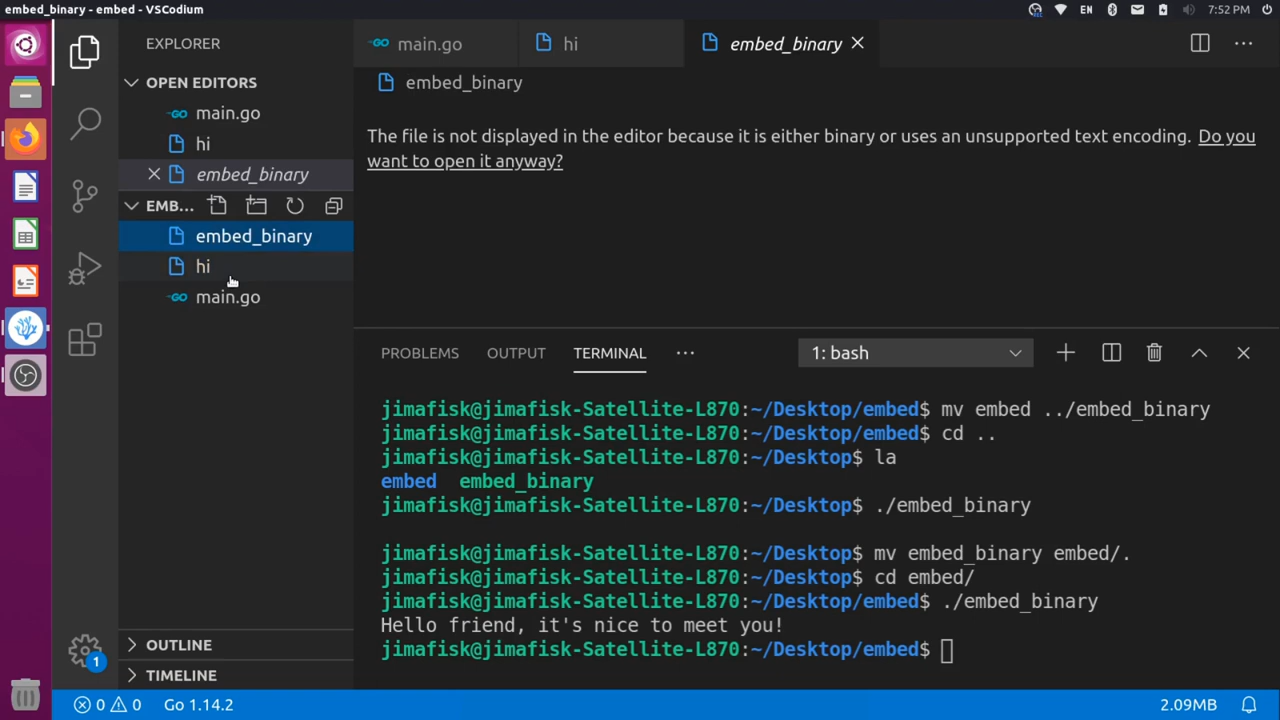 embed_binary - embed - VSCodium
EN
7:52 PM
EXPLORER
OPEN EDITORS
main.go
hi
embed_binary
EMB...
embed_binary
hi
main.go
OUTLINE
TIMELINE
main.go
hi
embed_binary
embed_binary
The file is not displayed in the editor because it is either binary or uses an unsupported text encoding. Do you
want to open it anyway?
PROBLEMS
OUTPUT
TERMINAL
1: bash
jimafisk@jimafisk-Satellite-L870:~/Desktop/embed$ mv embed ../embed_binary
jimafisk@jimafisk-Satellite-L870:~/Desktop/embed$ cd ..
jimafisk@jimafisk-Satellite-L870:~/Desktop$ la
embed embed_binary
jimafisk@jimafisk-Satellite-L870:~/Desktop$ ./embed_binary
jimafisk@jimafisk-Satellite-L870:~/Desktop$ mv embed_binary embed/.
jimafisk@jimafisk-Satellite-L870:~/Desktop$ cd embed/
jimafisk@jimafisk-Satellite-L870:~/Desktop/embed$ ./embed_binary
Hello friend, it's nice to meet you!
jimafisk@jimafisk-Satellite-L870:~/Desktop/embed$
1
0 0 Go 1.14.2
2.09MB